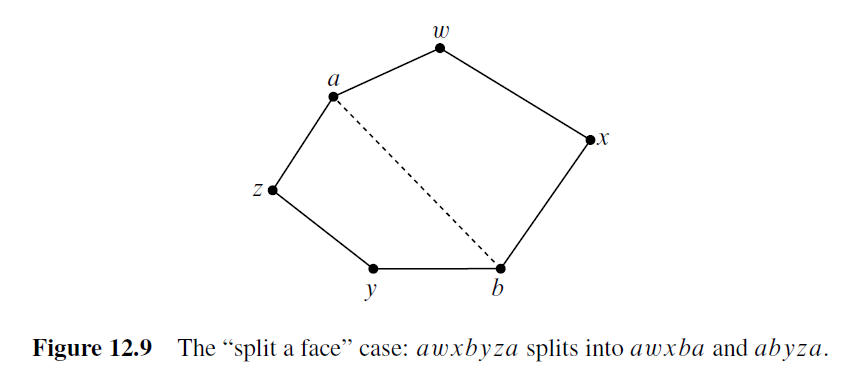 w
a
x
z
y
b
Figure 12.9 The “split a face” case: awxbyza splits into awxba and abyza.